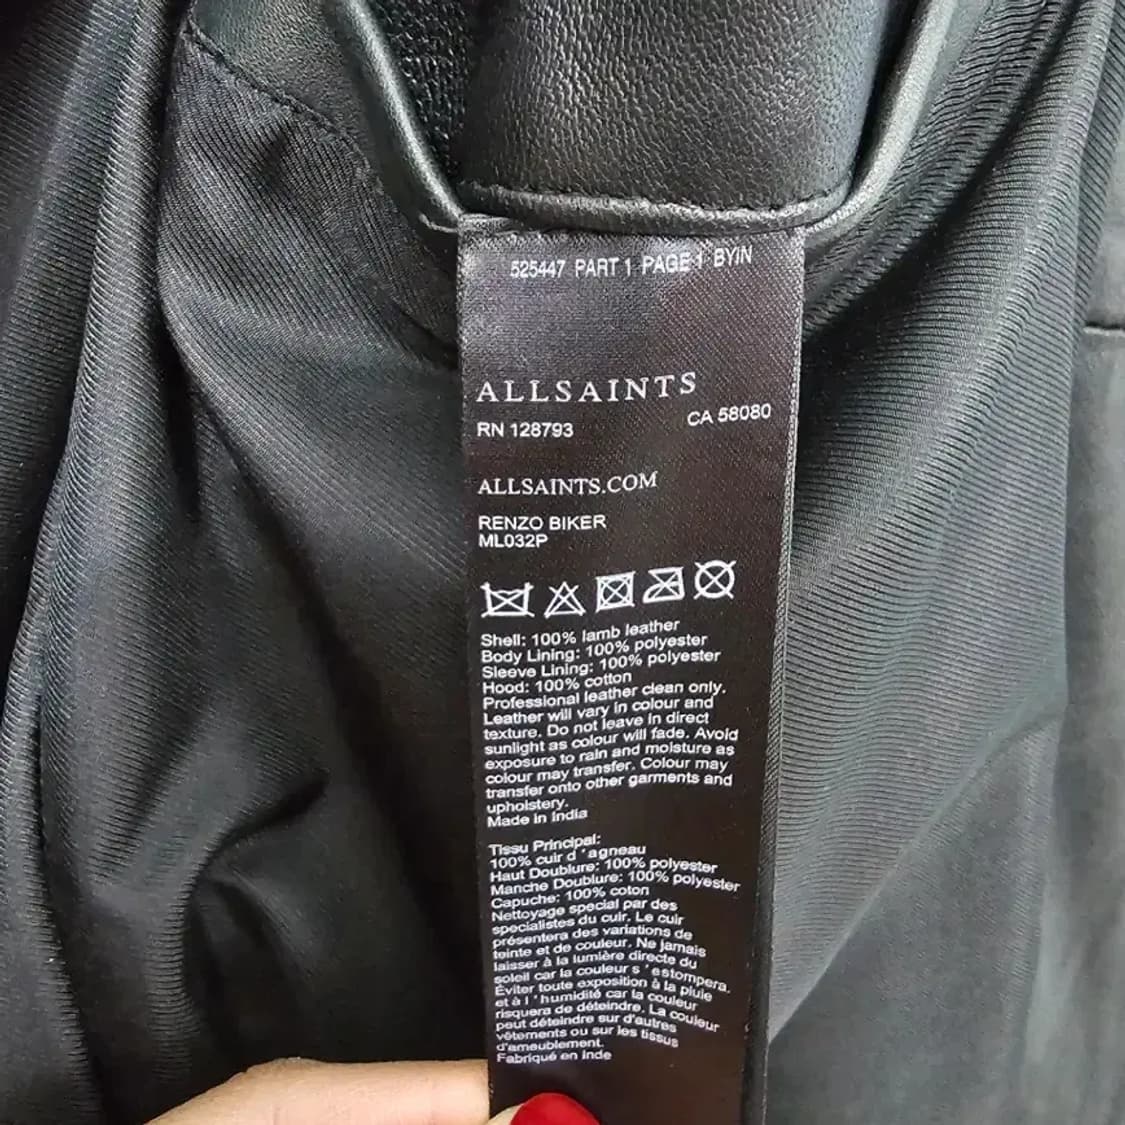 525447 PART 1 PAGE 1 BYIN
ALLSAINTS
RN 128793 CA 58080
ALLSAINTS.COM
RENZO BIKER
ML032P
Shell: 100% lamb leather
Body Lining: 100% polyester
Sleeve Lining: 100% polyester
Hood: 100% cotton
Professional leather clean only.
Leather will vary in colour and
texture. Do not leave in direct
sunlight as colour will fade. Avoid
exposure to rain and moisture as
colour may transfer. Colour may
transfer onto other garments and
upholstery.
Made in India
Tissu Principal:
100% cuir d'agneau
Haut Doublure: 100% polyester
Manche Doublure: 100% polyester
Capuche: 100% coton
Nettoyage special par des
specialistes du cuir. Le cuir
présentera des variations de
teinte et de couleur. Ne jamais
laisser à la lumière directe du
soleil car la couleur s'estompera.
Éviter toute exposition à la pluie
et à l'humidité car la couleur
risquera de déteindre. La couleur
peut déteindre sur d'autres
vêtements ou sur les tissus
d'ameublement.
Fabriqué en Inde